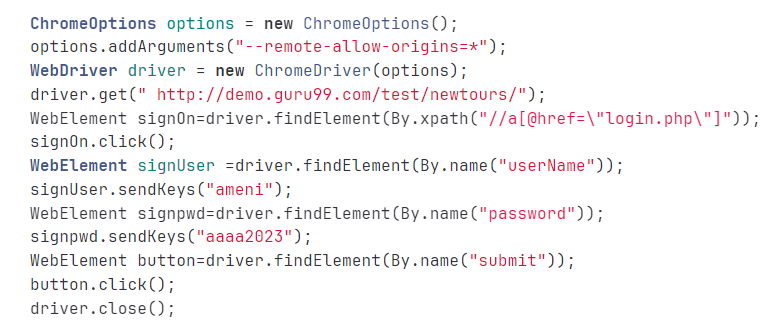 ChromeOptions options = new ChromeOptions();
options.addArguments("--remote-allow-origins=*");
WebDriver driver = new ChromeDriver(options);
driver.get(" http://demo.guru99.com/test/newtours/");
WebElement signOn=driver.findElement(By.xpath("//a[@href=\"login.php\"]"));
signOn.click();
WebElement signUser =driver.findElement(By.name("userName"));
signUser.sendKeys("ameni");
WebElement signpwd=driver.findElement(By.name("password"));
signpwd.sendKeys("aaaa2023");
WebElement button=driver.findElement(By.name("submit"));
button.click();
driver.close();